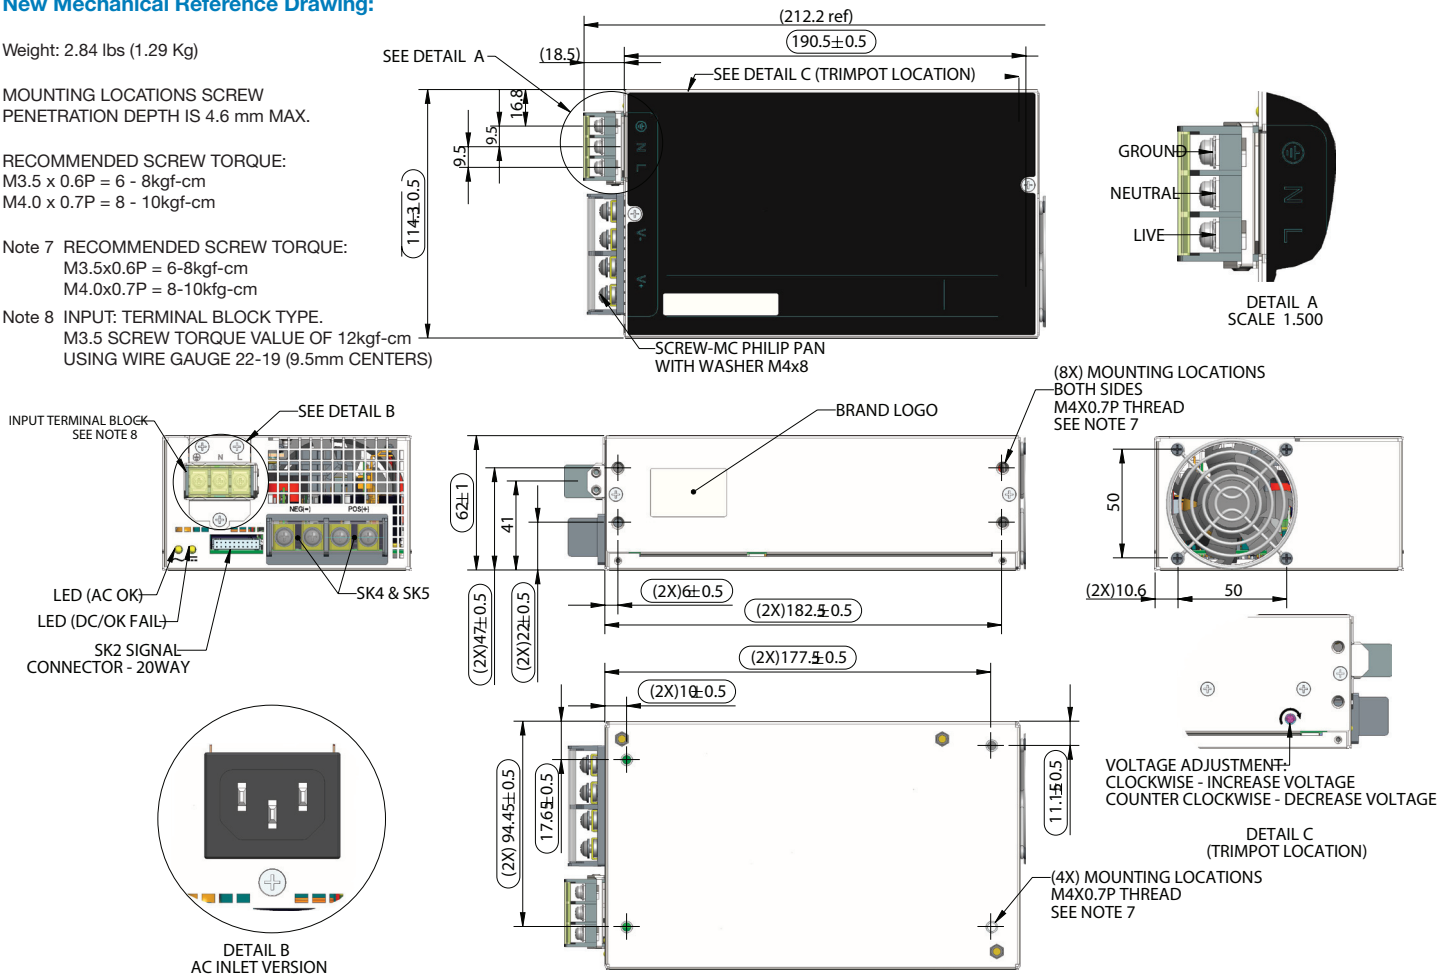 New Mechanical Reference Drawing:
Weight: 2.84 lbs (1.29 Kg)
MOUNTING LOCATIONS SCREW
PENETRATION DEPTH IS 4.6 mm MAX.
RECOMMENDED SCREW TORQUE:
M3.5 x 0.6P = 6 - 8kgf-cm
M4.0 x 0.7P = 8 - 10kgf-cm
Note 7 RECOMMENDED SCREW TORQUE:
M3.5x0.6P = 6-8kgf-cm
M4.0x0.7P = 8-10kfg-cm
Note 8 INPUT: TERMINAL BLOCK TYPE.
M3.5 SCREW TORQUE VALUE OF 12kgf-cm
USING WIRE GAUGE 22-19 (9.5mm CENTERS)
(212.2 ref)
190.5±0.5
(18.5)
SEE DETAIL A
SEE DETAIL C (TRIMPOT LOCATION)
16.8
9.5
9.5
114.3±0.5
N
L
V-
V+
SCREW-MC PHILIP PAN
WITH WASHER M4x8
GROUND
NEUTRAL
LIVE
N
L
DETAIL A
SCALE 1.500
INPUT TERMINAL BLOCK
SEE NOTE 8
SEE DETAIL B
N
L
NEG(-)
POS(+)
LED (AC OK)
LED (DC/OK FAIL)
SK2 SIGNAL
CONNECTOR - 20WAY
SK4 & SK5
BRAND LOGO
(8X) MOUNTING LOCATIONS
BOTH SIDES
M4X0.7P THREAD
SEE NOTE 7
62±1
41
(2X)47±0.5
(2X)22±0.5
(2X)6±0.5
(2X)182.5±0.5
50
(2X)10.6
50
(2X)177.5±0.5
(2X)10±0.5
(2X) 94.45±0.5
17.65±0.5
11.15±0.5
(4X) MOUNTING LOCATIONS
M4X0.7P THREAD
SEE NOTE 7
VOLTAGE ADJUSTMENT:
CLOCKWISE - INCREASE VOLTAGE
COUNTER CLOCKWISE - DECREASE VOLTAGE
DETAIL C
(TRIMPOT LOCATION)
DETAIL B
AC INLET VERSION